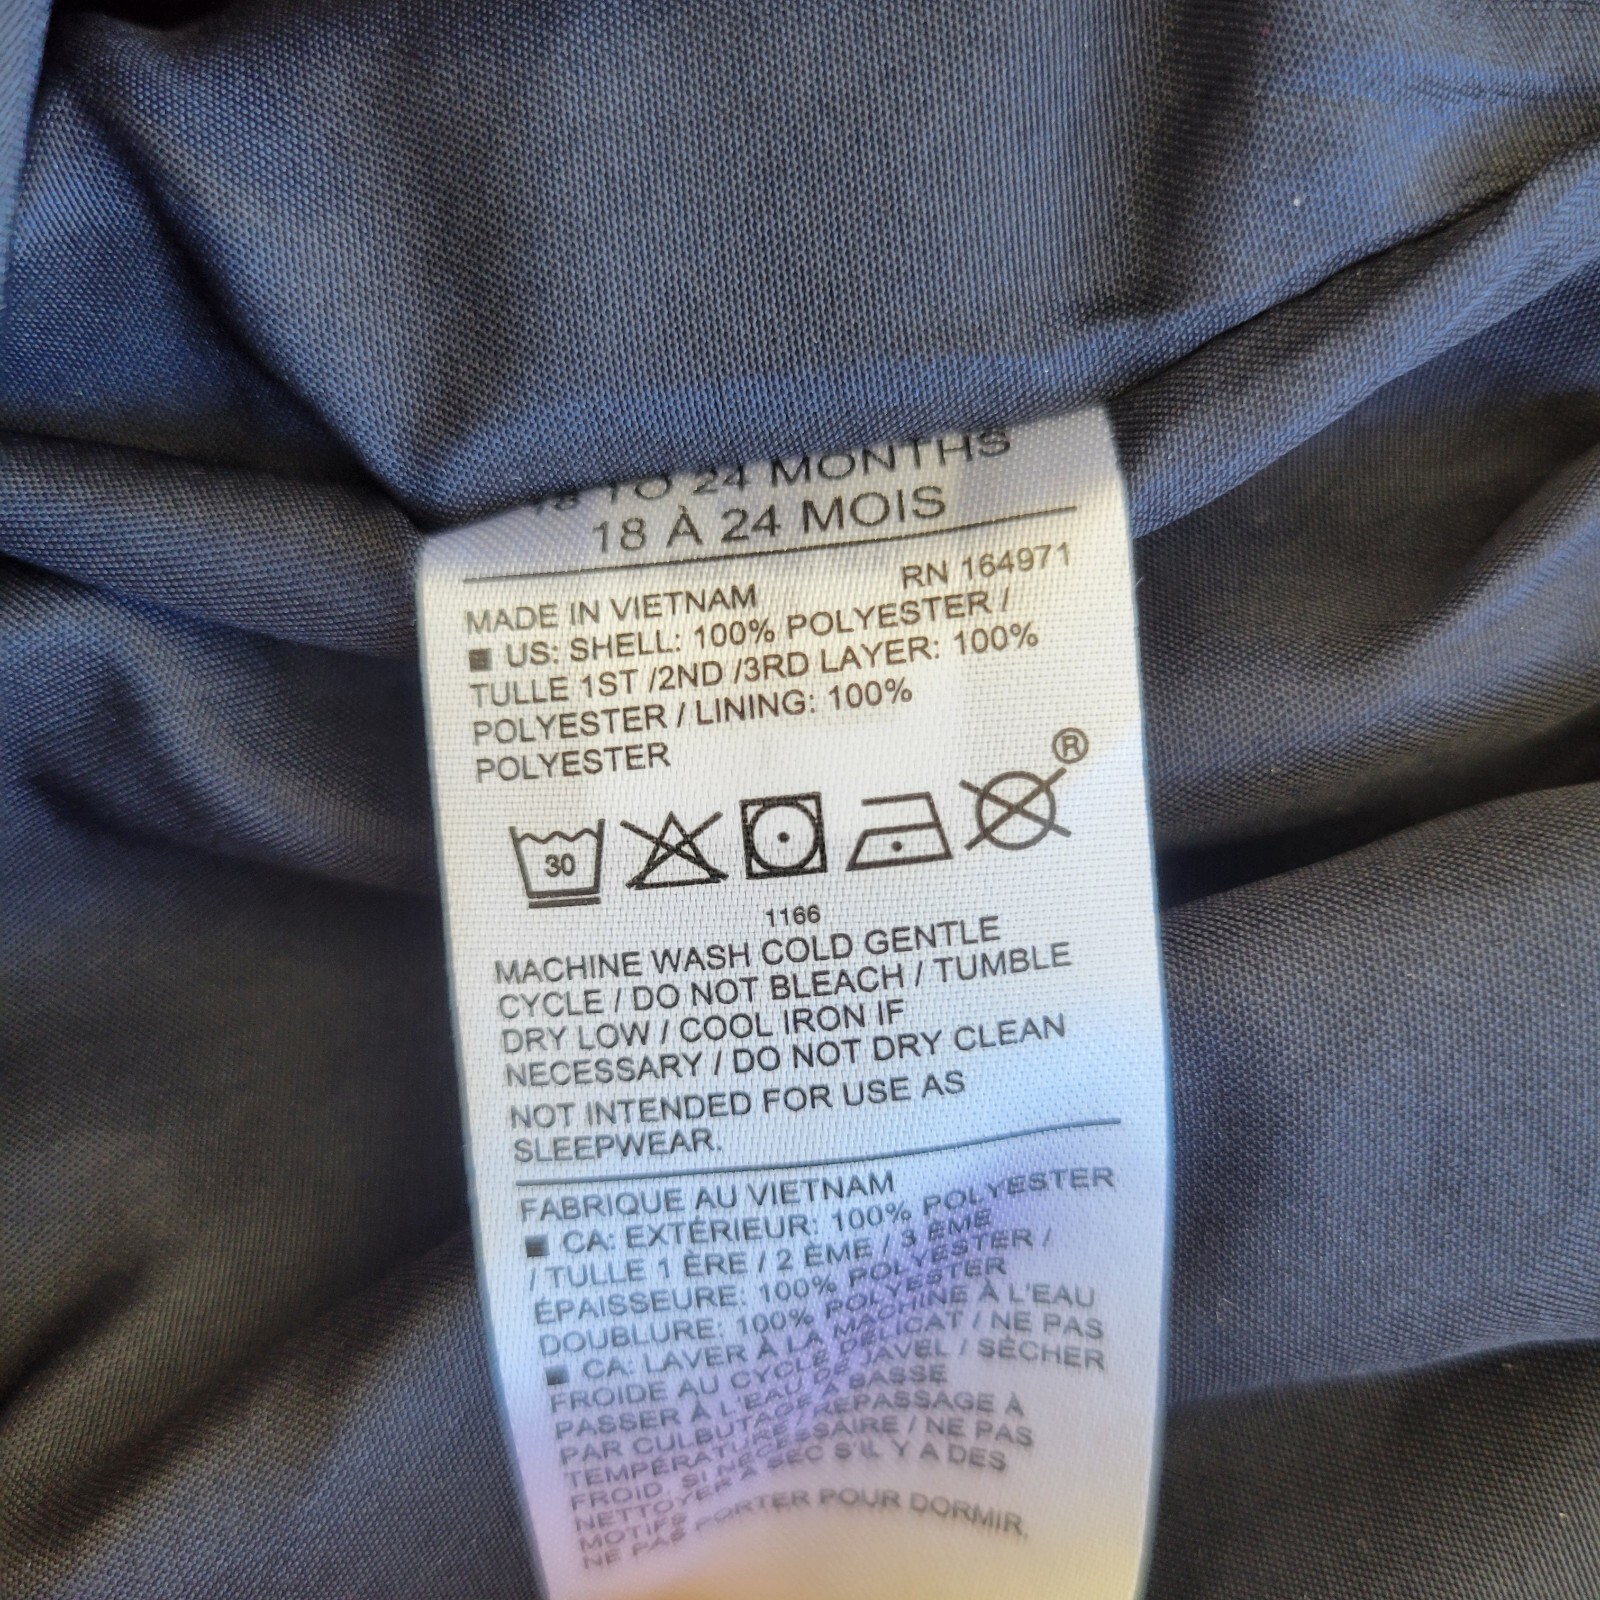 18 TO 24 MONTHS
18 À 24 MOIS
MADE IN VIETNAM RN 164971
US: SHELL: 100% POLYESTER /
TULLE 1ST /2ND /3RD LAYER: 100%
POLYESTER / LINING: 100%
POLYESTER
®
30
1166
MACHINE WASH COLD GENTLE
CYCLE / DO NOT BLEACH / TUMBLE
DRY LOW / COOL IRON IF
NECESSARY / DO NOT DRY CLEAN
NOT INTENDED FOR USE AS
SLEEPWEAR.
FABRIQUE AU VIETNAM
CA: EXTÉRIEUR: 100% POLYESTER
/ TULLE 1 ÈRE / 2 ÈME / 3 ÈME
ÉPAISSEURE: 100% POLYESTER /
DOUBLURE: 100% POLYESTER
CA: LAVER À LA MACHINE À L'EAU
FROIDE AU CYCLE DÉLICAT / NE PAS
PASSER À L'EAU DE JAVEL / SÉCHER
PAR CULBUTAGE À BASSE
TEMPÉRATURE / REPASSAGE À
FROID, SI NÉCESSAIRE / NE PAS
NETTOYER À SEC S'IL Y A DES
MOTIFS
NE PAS PORTER POUR DORMIR.